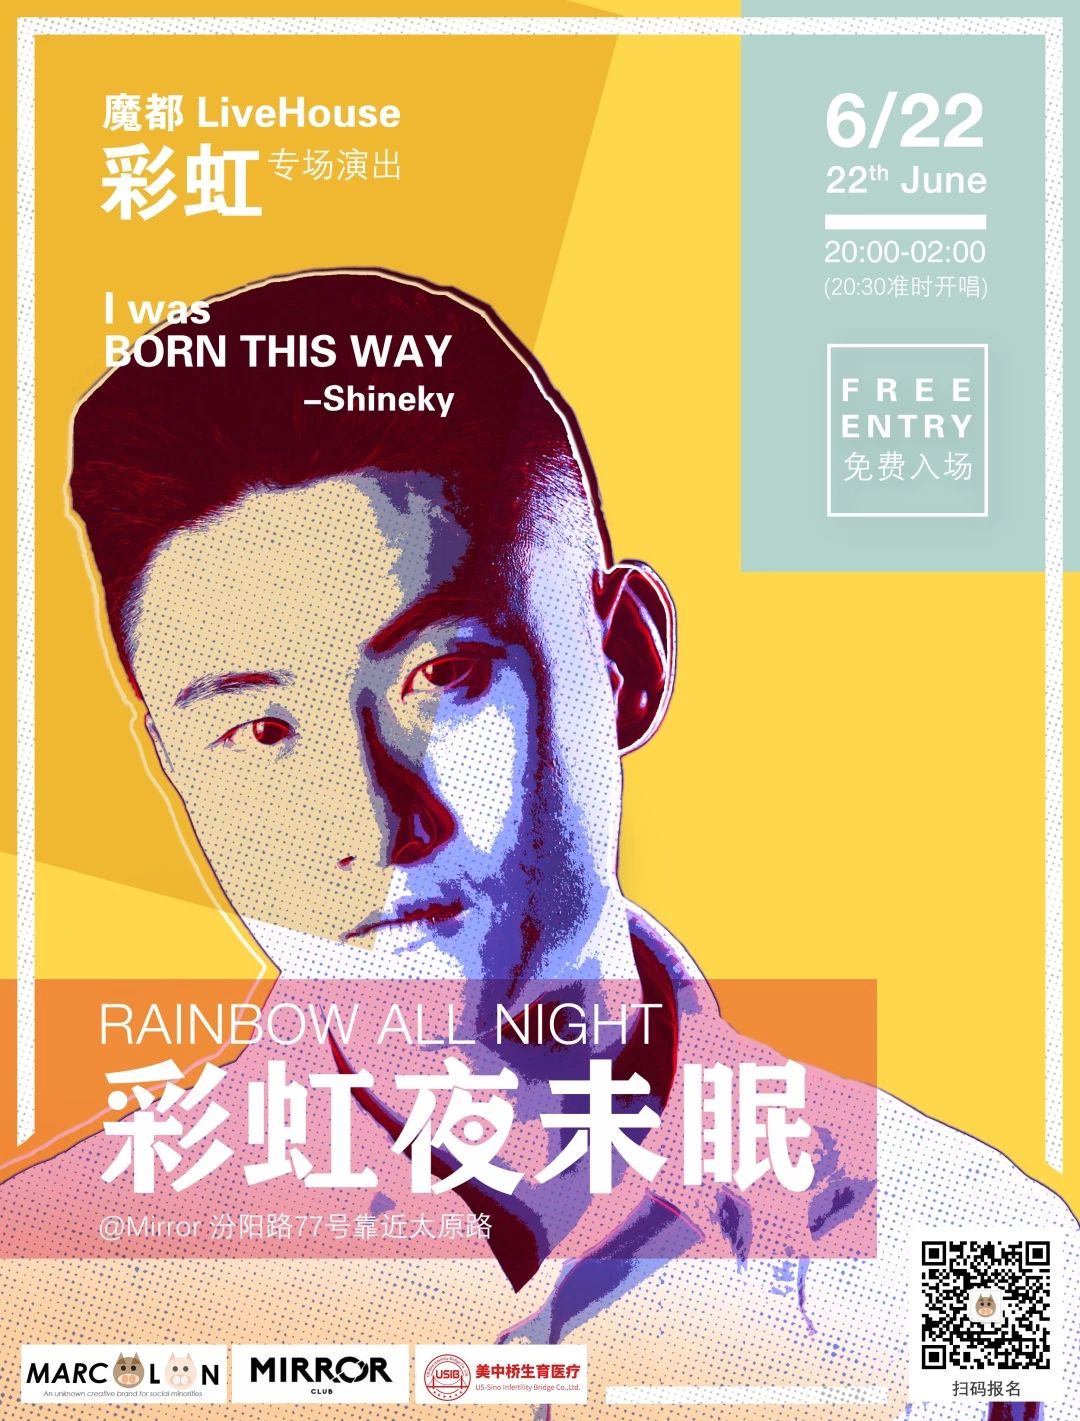 魔都 LiveHouse
彩虹专场演出
I was
BORN THIS WAY
–Shineky
6/22
22th June
20:00-02:00
(20:30准时开唱)
FREE
ENTRY
免费入场
RAINBOW ALL NIGHT
彩虹夜未眠
@Mirror 汾阳路77号靠近太原路
MARCOLON
An unknown creative brand for social minorities
MIRROR
CLUB
USIB
美中桥生育医疗
US-Sino Infertility Bridge Co.,Ltd.
扫码报名